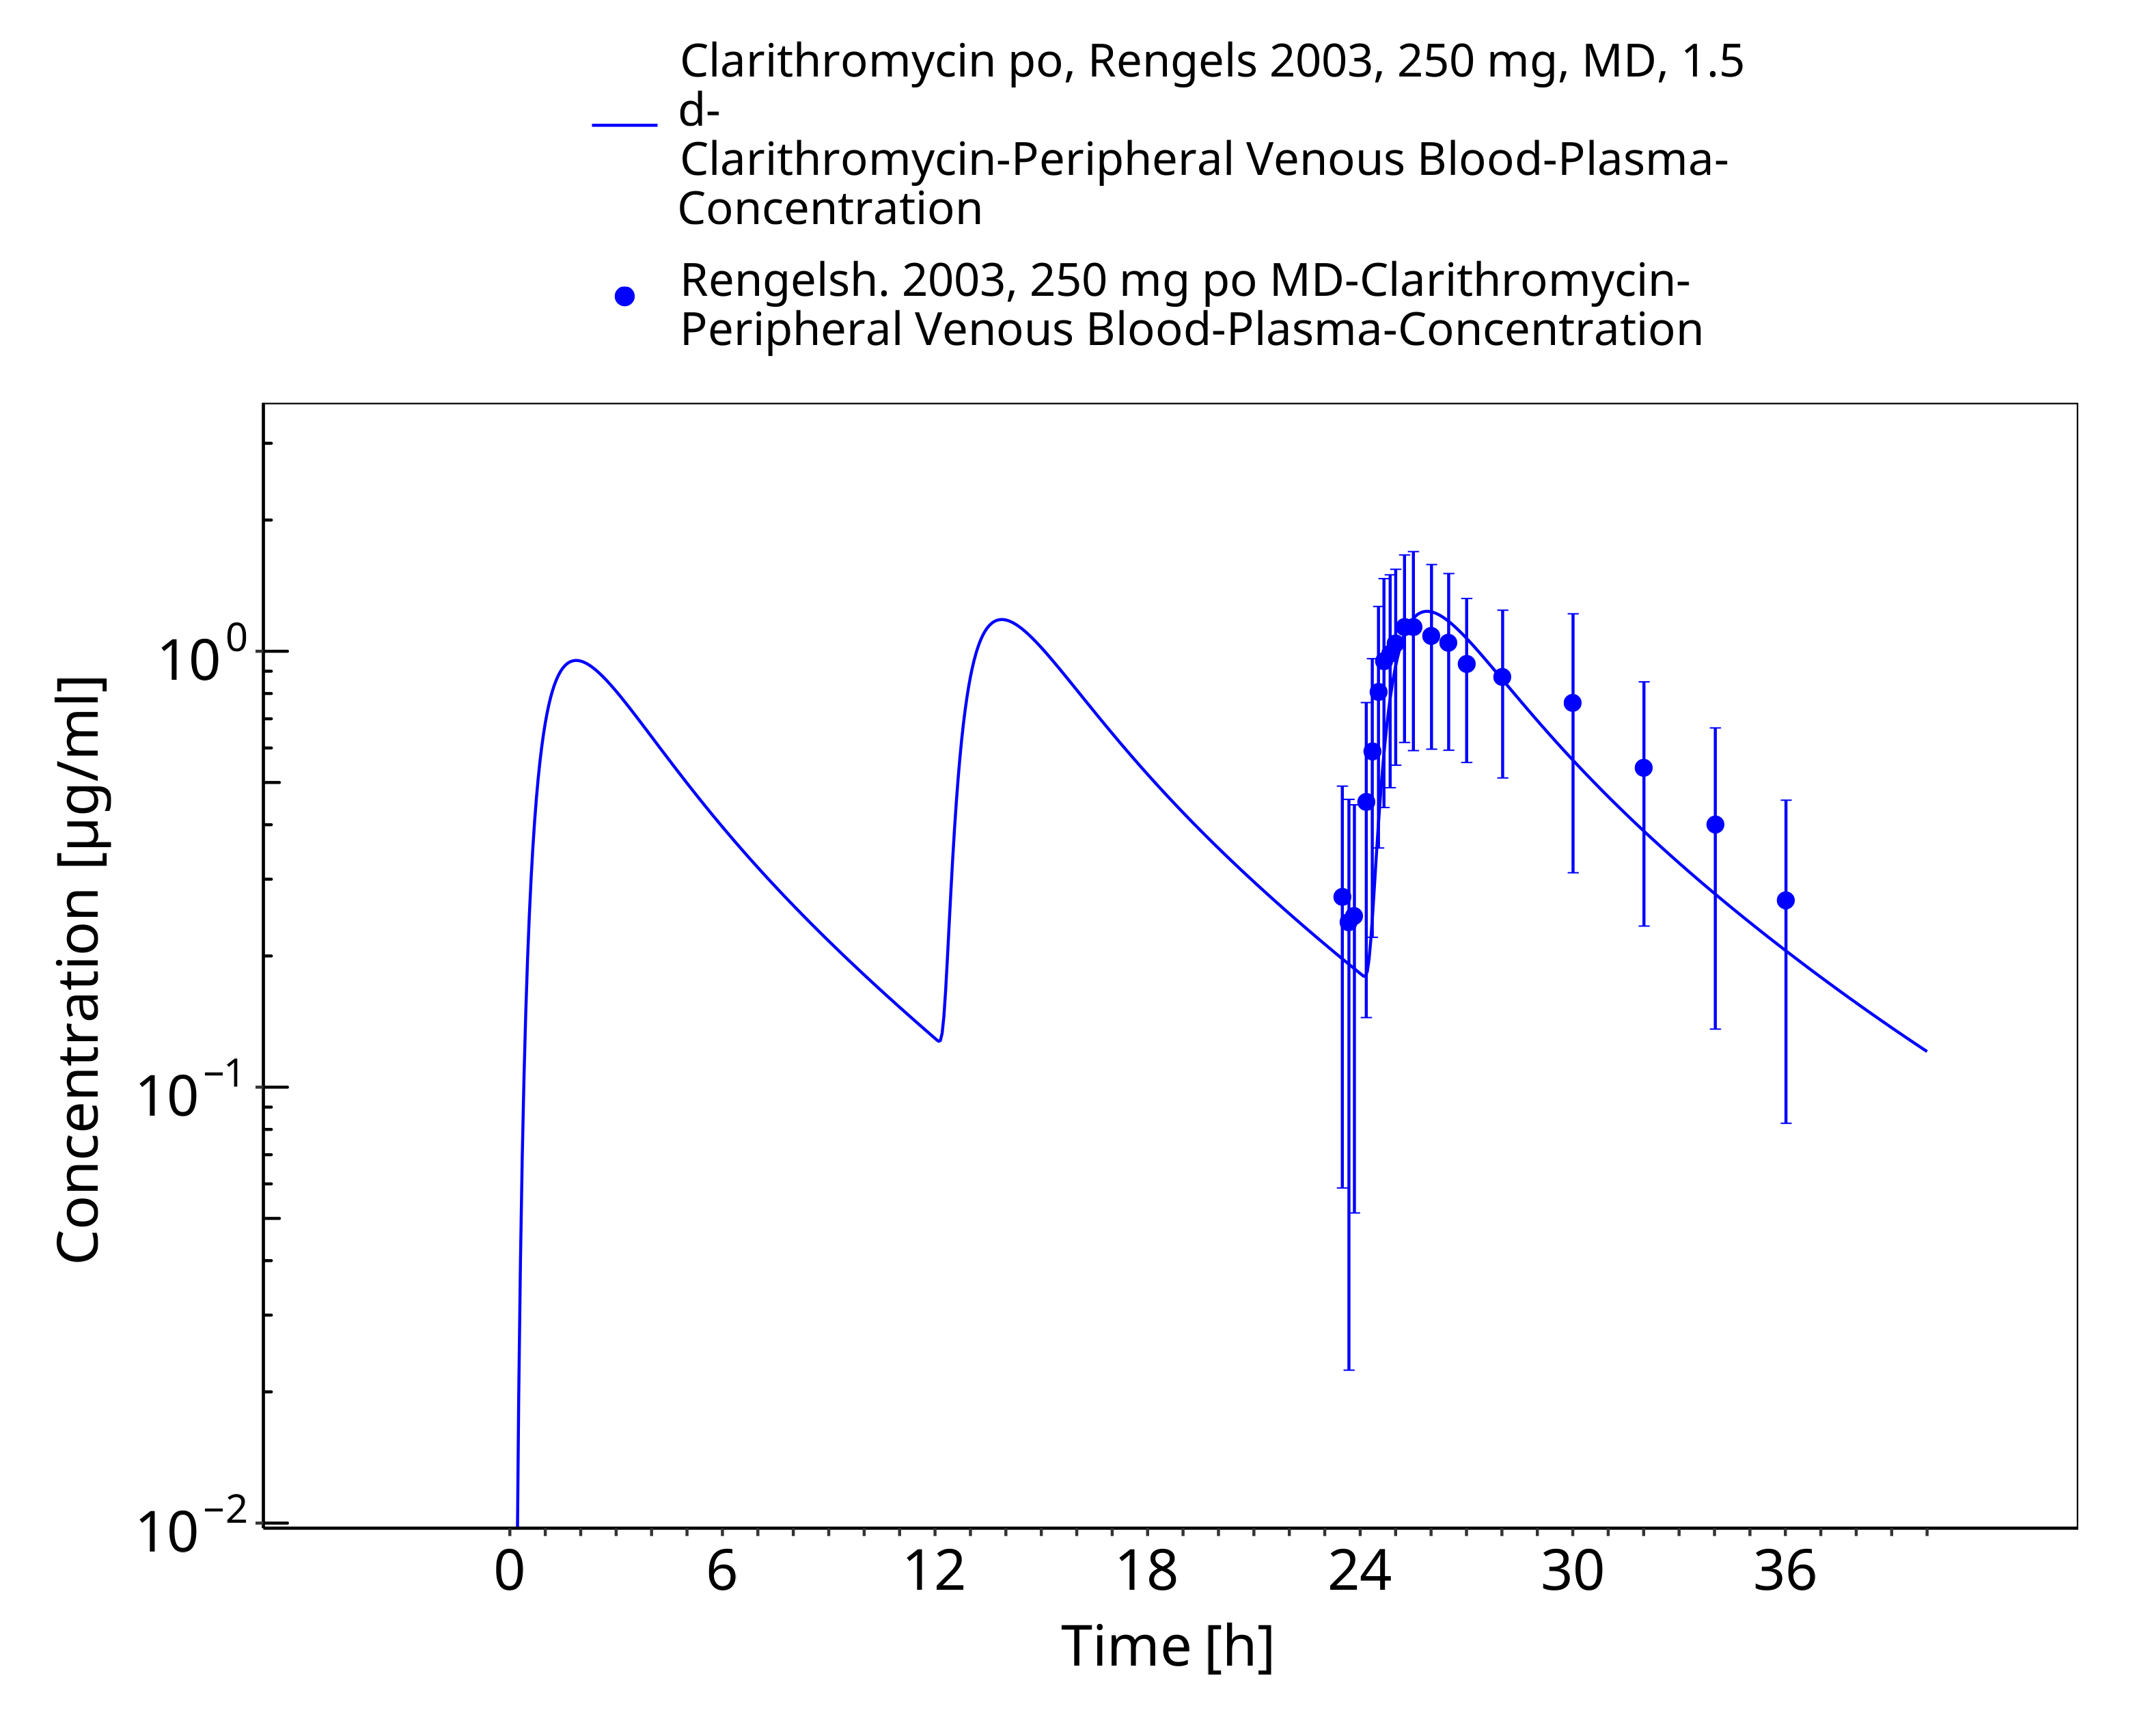 Clarithromycin po, Rengels 2003, 250 mg, MD, 1.5
d-
Clarithromycin-Peripheral Venous Blood-Plasma-
Concentration
Rengelsh. 2003, 250 mg po MD-Clarithromycin-
Peripheral Venous Blood-Plasma-Concentration
Concentration [µg/ml]
10⁰
10⁻¹
10⁻²
0 6 12 18 24 30 36
Time [h]